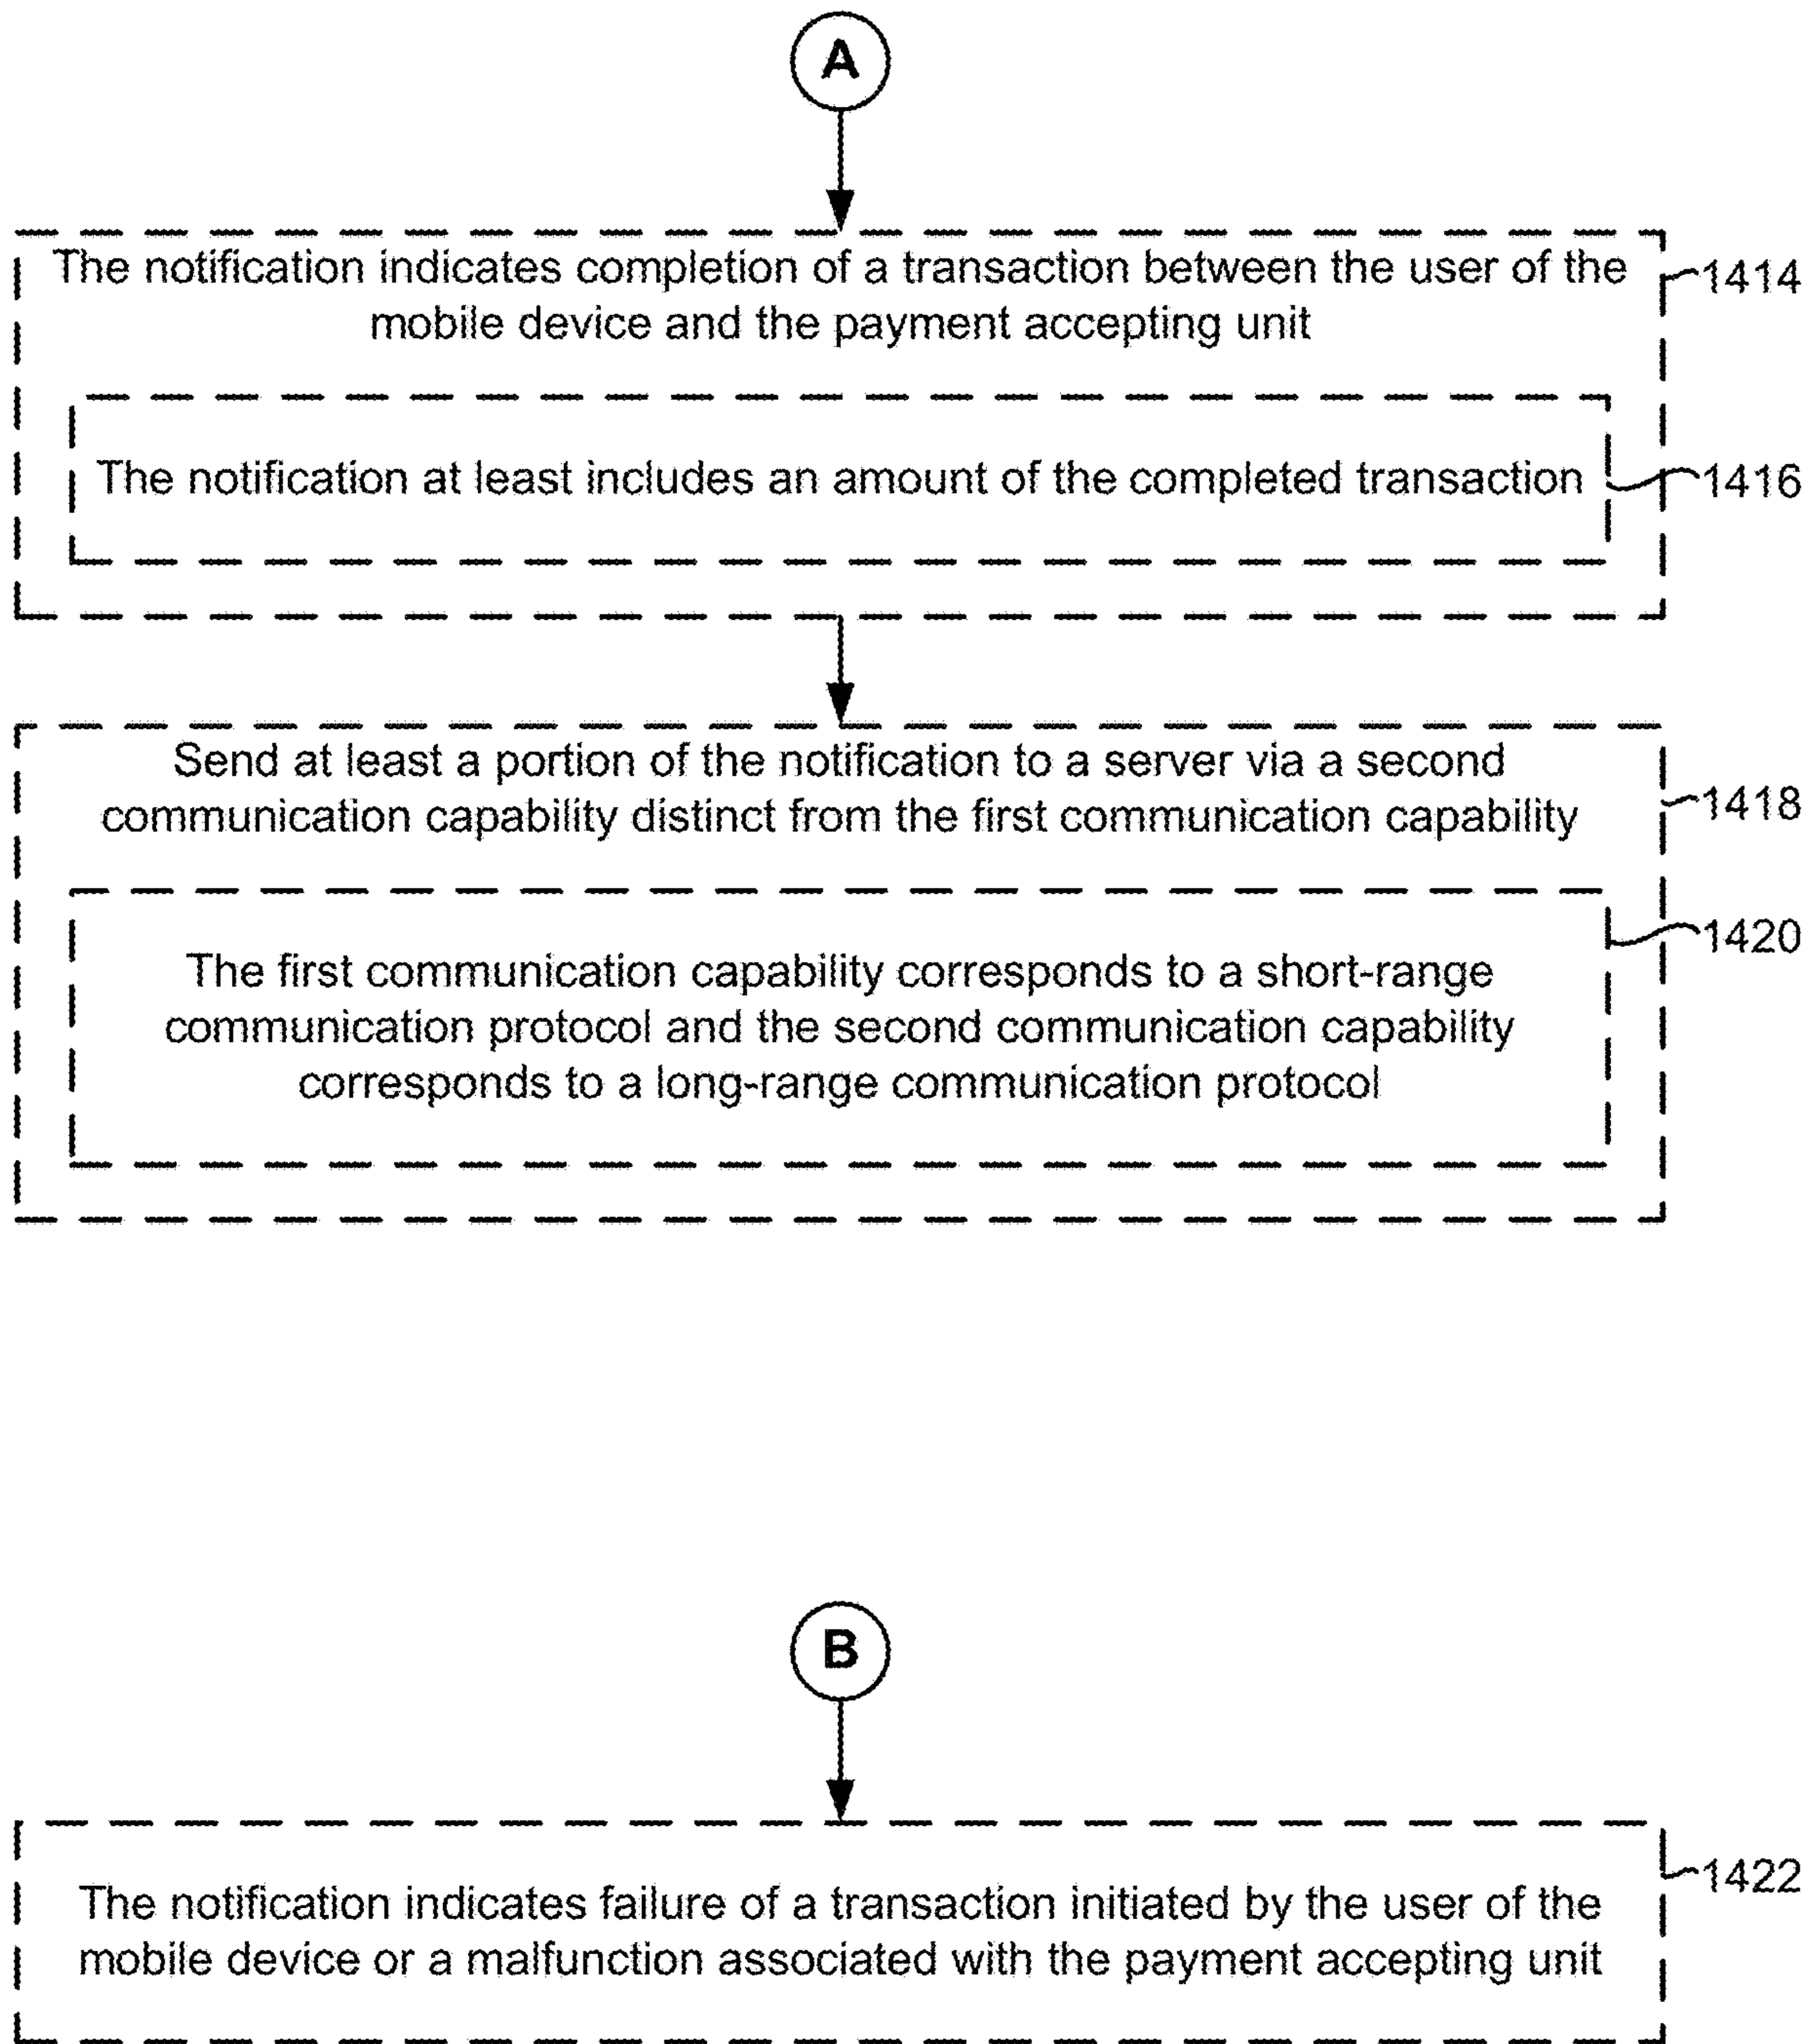 A
The notification indicates completion of a transaction between the user of the
mobile device and the payment accepting unit
1414
The notification at least includes an amount of the completed transaction
1416
Send at least a portion of the notification to a server via a second
communication capability distinct from the first communication capability
1418
The first communication capability corresponds to a short-range
communication protocol and the second communication capability
corresponds to a long-range communication protocol
1420
B
The notification indicates failure of a transaction initiated by the user of the
mobile device or a malfunction associated with the payment accepting unit
1422